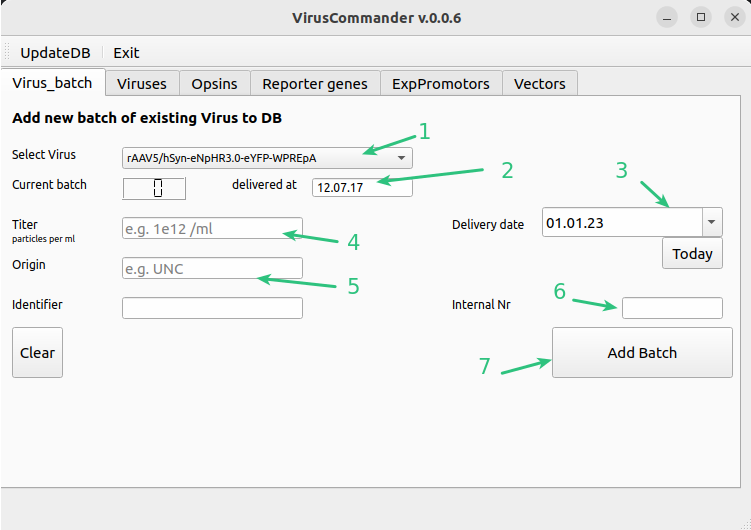 VirusCommander v.0.0.6
UpdateDB Exit
Virus_batch Viruses Opsins Reporter genes ExpPromotors Vectors
Add new batch of existing Virus to DB
1
Select Virus rAAV5/hSyn-eNpHR3.0-eYFP-WPREpA
2
3
Current batch 0 delivered at 12.07.17
Titer e.g. 1e12 /ml Delivery date 01.01.23
particles per ml
4
Today
Origin e.g. UNC
5
6
Identifier Internal Nr
Clear Add Batch
7